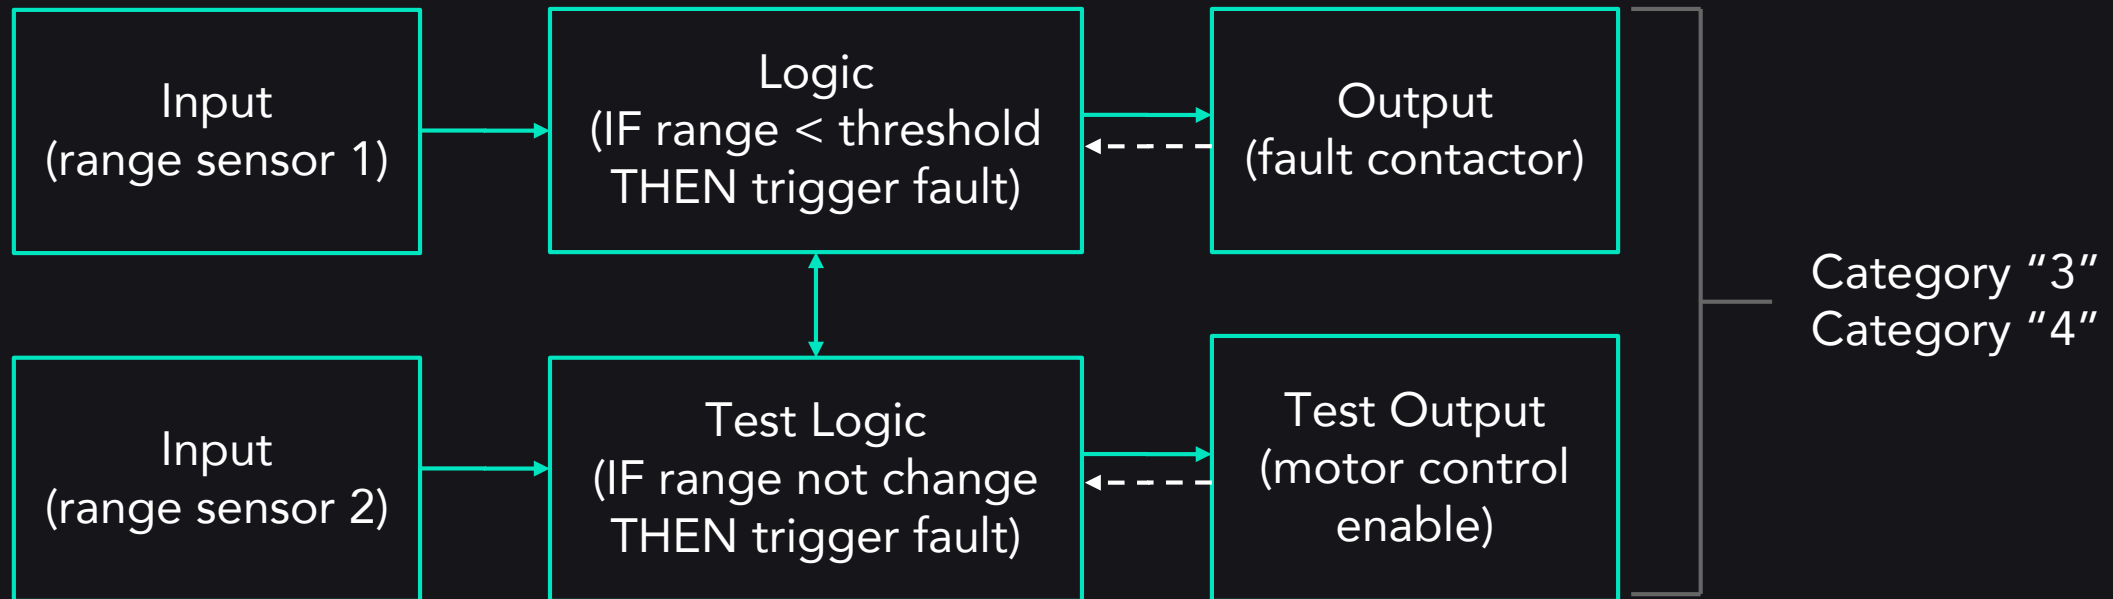 Input
(range sensor 1)
Logic
(IF range < threshold
THEN trigger fault)
Output
(fault contactor)
Input
(range sensor 2)
Test Logic
(IF range not change
THEN trigger fault)
Test Output
(motor control
enable)
Category “3”
Category “4”